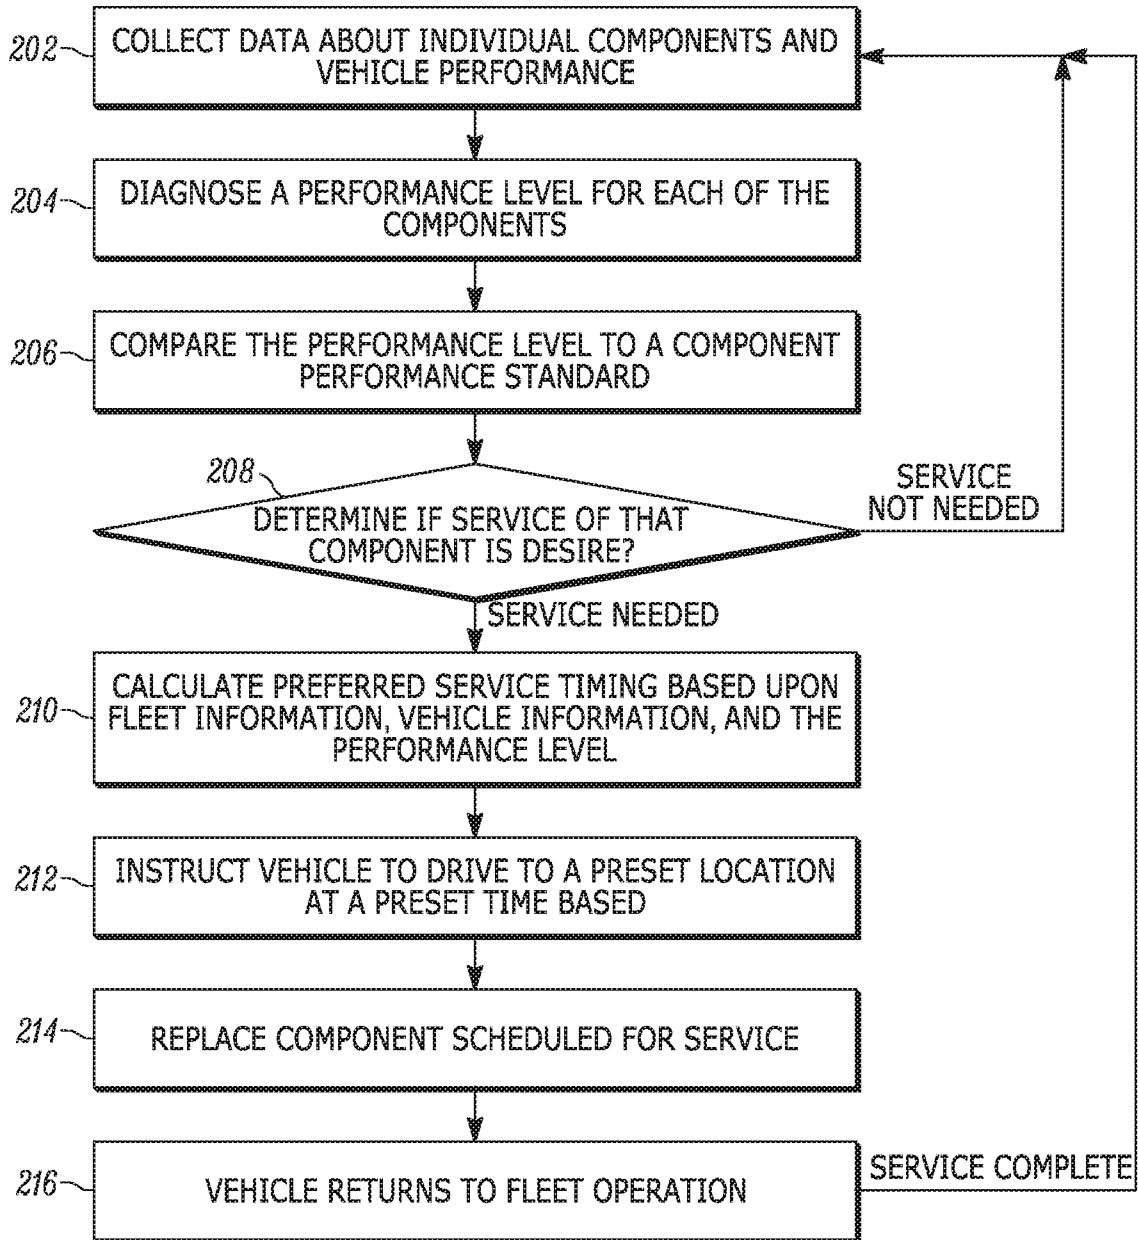 202
COLLECT DATA ABOUT INDIVIDUAL COMPONENTS AND
VEHICLE PERFORMANCE
204
DIAGNOSE A PERFORMANCE LEVEL FOR EACH OF THE
COMPONENTS
206
COMPARE THE PERFORMANCE LEVEL TO A COMPONENT
PERFORMANCE STANDARD
208
DETERMINE IF SERVICE OF THAT
COMPONENT IS DESIRE?
SERVICE
NOT NEEDED
SERVICE NEEDED
210
CALCULATE PREFERRED SERVICE TIMING BASED UPON
FLEET INFORMATION, VEHICLE INFORMATION, AND THE
PERFORMANCE LEVEL
212
INSTRUCT VEHICLE TO DRIVE TO A PRESET LOCATION
AT A PRESET TIME BASED
214
REPLACE COMPONENT SCHEDULED FOR SERVICE
216
VEHICLE RETURNS TO FLEET OPERATION
SERVICE COMPLETE